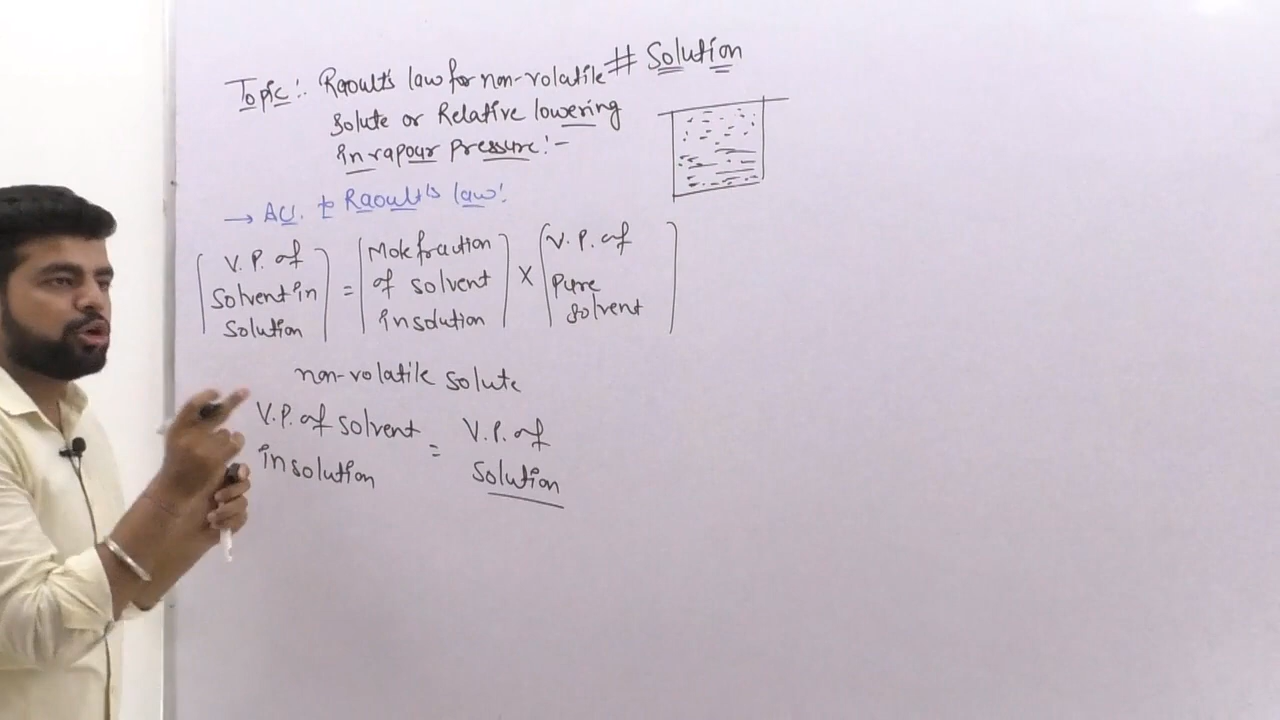 # Solution
Topic:- Raoult's law for non-volatile
Solute or Relative lowering
in vapour pressure:-
→ Acc. to Raoult's law:
V.P. of Solvent in Solution = Mole fraction of solvent in solution × V.P. of Pure Solvent
non-volatile solute
V.P. of solvent in solution = V.P. of Solution